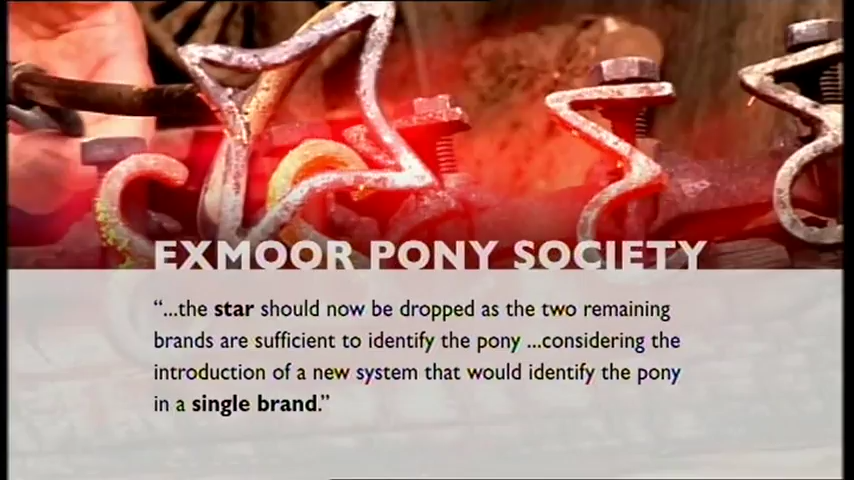 EXMOOR PONY SOCIETY
“...the star should now be dropped as the two remaining
brands are sufficient to identify the pony ...considering the
introduction of a new system that would identify the pony
in a single brand.”